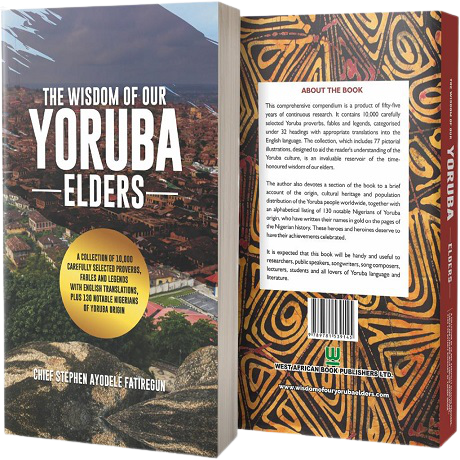 THE WISDOM OF OUR
YORUBA
ELDERS
A COLLECTION OF 10,000
CAREFULLY SELECTED PROVERBS,
FABLES AND LEGENDS
WITH ENGLISH TRANSLATIONS,
PLUS 130 NOTABLE NIGERIANS
OF YORUBA ORIGIN
CHIEF STEPHEN AYODELE FATIREGUN
ABOUT THE BOOK
This comprehensive compendium is a product of fifty-five
years of continuous research. It contains 10,000 carefully
selected Yoruba proverbs, fables and legends, categorised
under 32 headings with appropriate translations into the
English language. The collection, which includes 77 pictorial
illustrations, designed to aid the reader's understanding of the
Yoruba culture, is an invaluable reservoir of the time-
honoured wisdom of our elders.
The author also devotes a section of the book to a brief
account of the origin, cultural heritage and population
distribution of the Yoruba people worldwide, together with
an alphabetical listing of 130 notable Nigerians of Yoruba
origin, who have written their names in gold on the pages of
the Nigerian history. These heroes and heroines deserve to
have their achievements celebrated.
It is expected that this book will be handy and useful to
researchers, public speakers, songwriters, song composers,
lecturers, students and all lovers of Yoruba language and
literature.
9 789781 539145
WEST AFRICAN BOOK PUBLISHERS LTD.
www.wisdomofouryorubaelders.com
THE WISDOM OF OUR
YORUBA
ELDERS